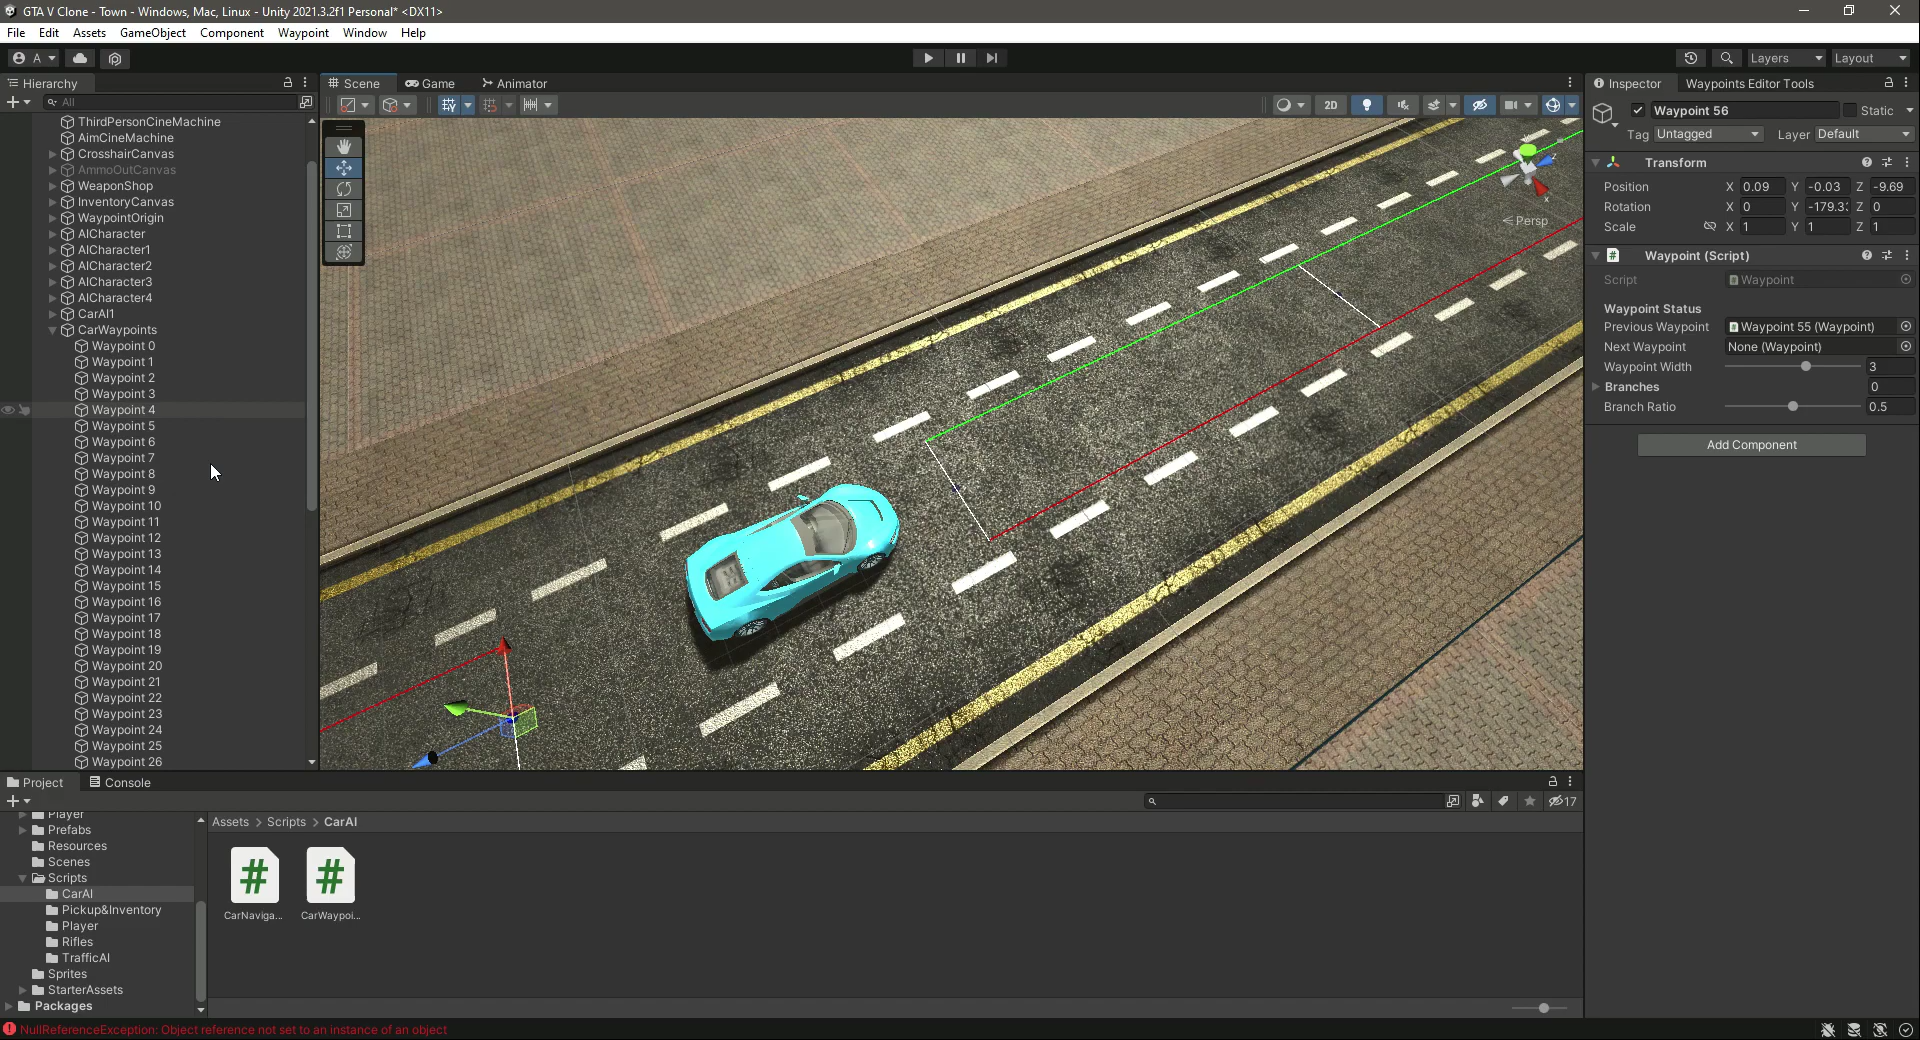 GTA V Clone - Town - Windows, Mac, Linux - Unity 2021.3.2f1 Personal* <DX11>
File Edit Assets GameObject Component Waypoint Window Help
A Layers Layout
Hierarchy
All
ThirdPersonCineMachine
AimCineMachine
CrosshairCanvas
AmmoOutCanvas
WeaponShop
InventoryCanvas
WaypointOrigin
AICharacter
AICharacter1
AICharacter2
AICharacter3
AICharacter4
CarAI1
CarWaypoints
Waypoint 0
Waypoint 1
Waypoint 2
Waypoint 3
Waypoint 4
Waypoint 5
Waypoint 6
Waypoint 7
Waypoint 8
Waypoint 9
Waypoint 10
Waypoint 11
Waypoint 12
Waypoint 13
Waypoint 14
Waypoint 15
Waypoint 16
Waypoint 17
Waypoint 18
Waypoint 19
Waypoint 20
Waypoint 21
Waypoint 22
Waypoint 23
Waypoint 24
Waypoint 25
Waypoint 26
Scene Game Animator
2D
z
x
Persp
Inspector Waypoints Editor Tools
Waypoint 56 Static
Tag Untagged Layer Default
Transform
Position X 0.09 Y -0.03 Z -9.69
Rotation X 0 Y -179.3 Z 0
Scale X 1 Y 1 Z 1
Waypoint (Script)
Script Waypoint
Waypoint Status
Previous Waypoint Waypoint 55 (Waypoint)
Next Waypoint None (Waypoint)
Waypoint Width 3
Branches 0
Branch Ratio 0.5
Add Component
Project Console
17
Player
Prefabs
Resources
Scenes
Scripts
CarAI
Pickup&Inventory
Player
Rifles
TrafficAI
Sprites
StarterAssets
Packages
Assets > Scripts > CarAI
CarNaviga... CarWaypoi...
NullReferenceException: Object reference not set to an instance of an object